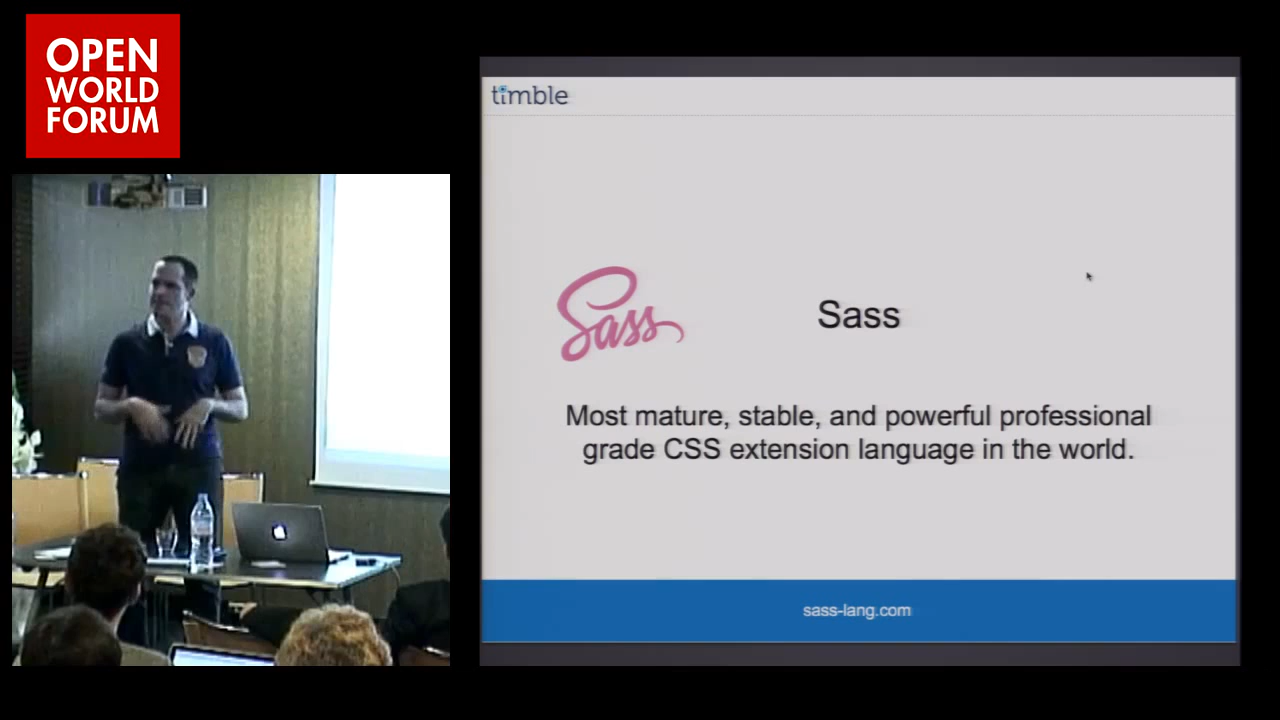 OPEN
WORLD
FORUM
timble
Sass
Sass
Most mature, stable, and powerful professional
grade CSS extension language in the world.
sass-lang.com